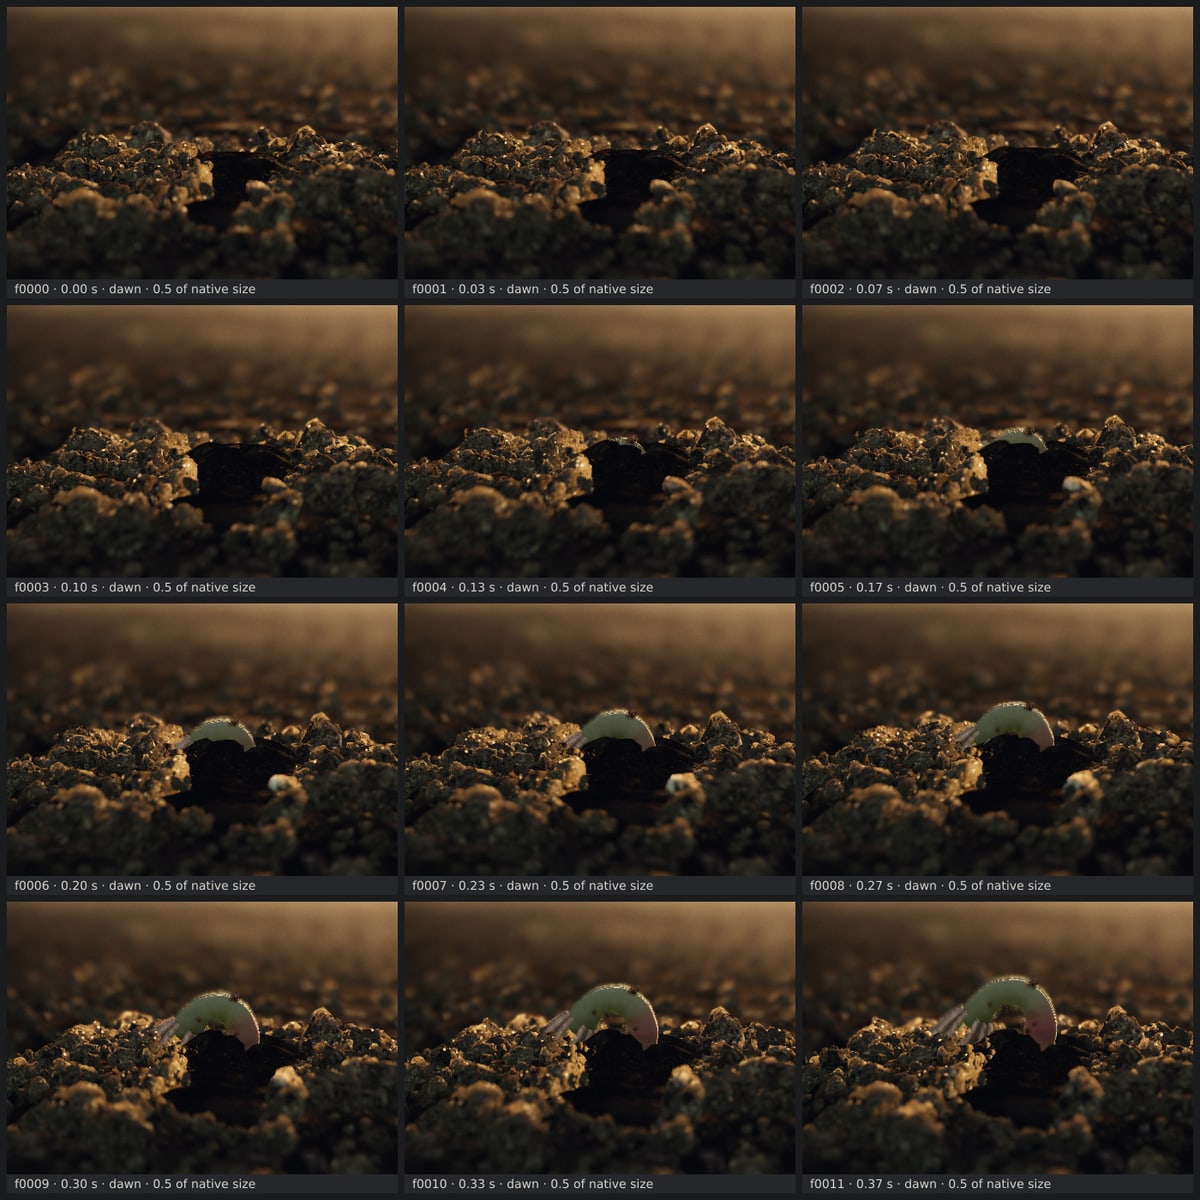 f0000 · 0.00 s · dawn · 0.5 of native size
f0001 · 0.03 s · dawn · 0.5 of native size
f0002 · 0.07 s · dawn · 0.5 of native size
f0003 · 0.10 s · dawn · 0.5 of native size
f0004 · 0.13 s · dawn · 0.5 of native size
f0005 · 0.17 s · dawn · 0.5 of native size
f0006 · 0.20 s · dawn · 0.5 of native size
f0007 · 0.23 s · dawn · 0.5 of native size
f0008 · 0.27 s · dawn · 0.5 of native size
f0009 · 0.30 s · dawn · 0.5 of native size
f0010 · 0.33 s · dawn · 0.5 of native size
f0011 · 0.37 s · dawn · 0.5 of native size